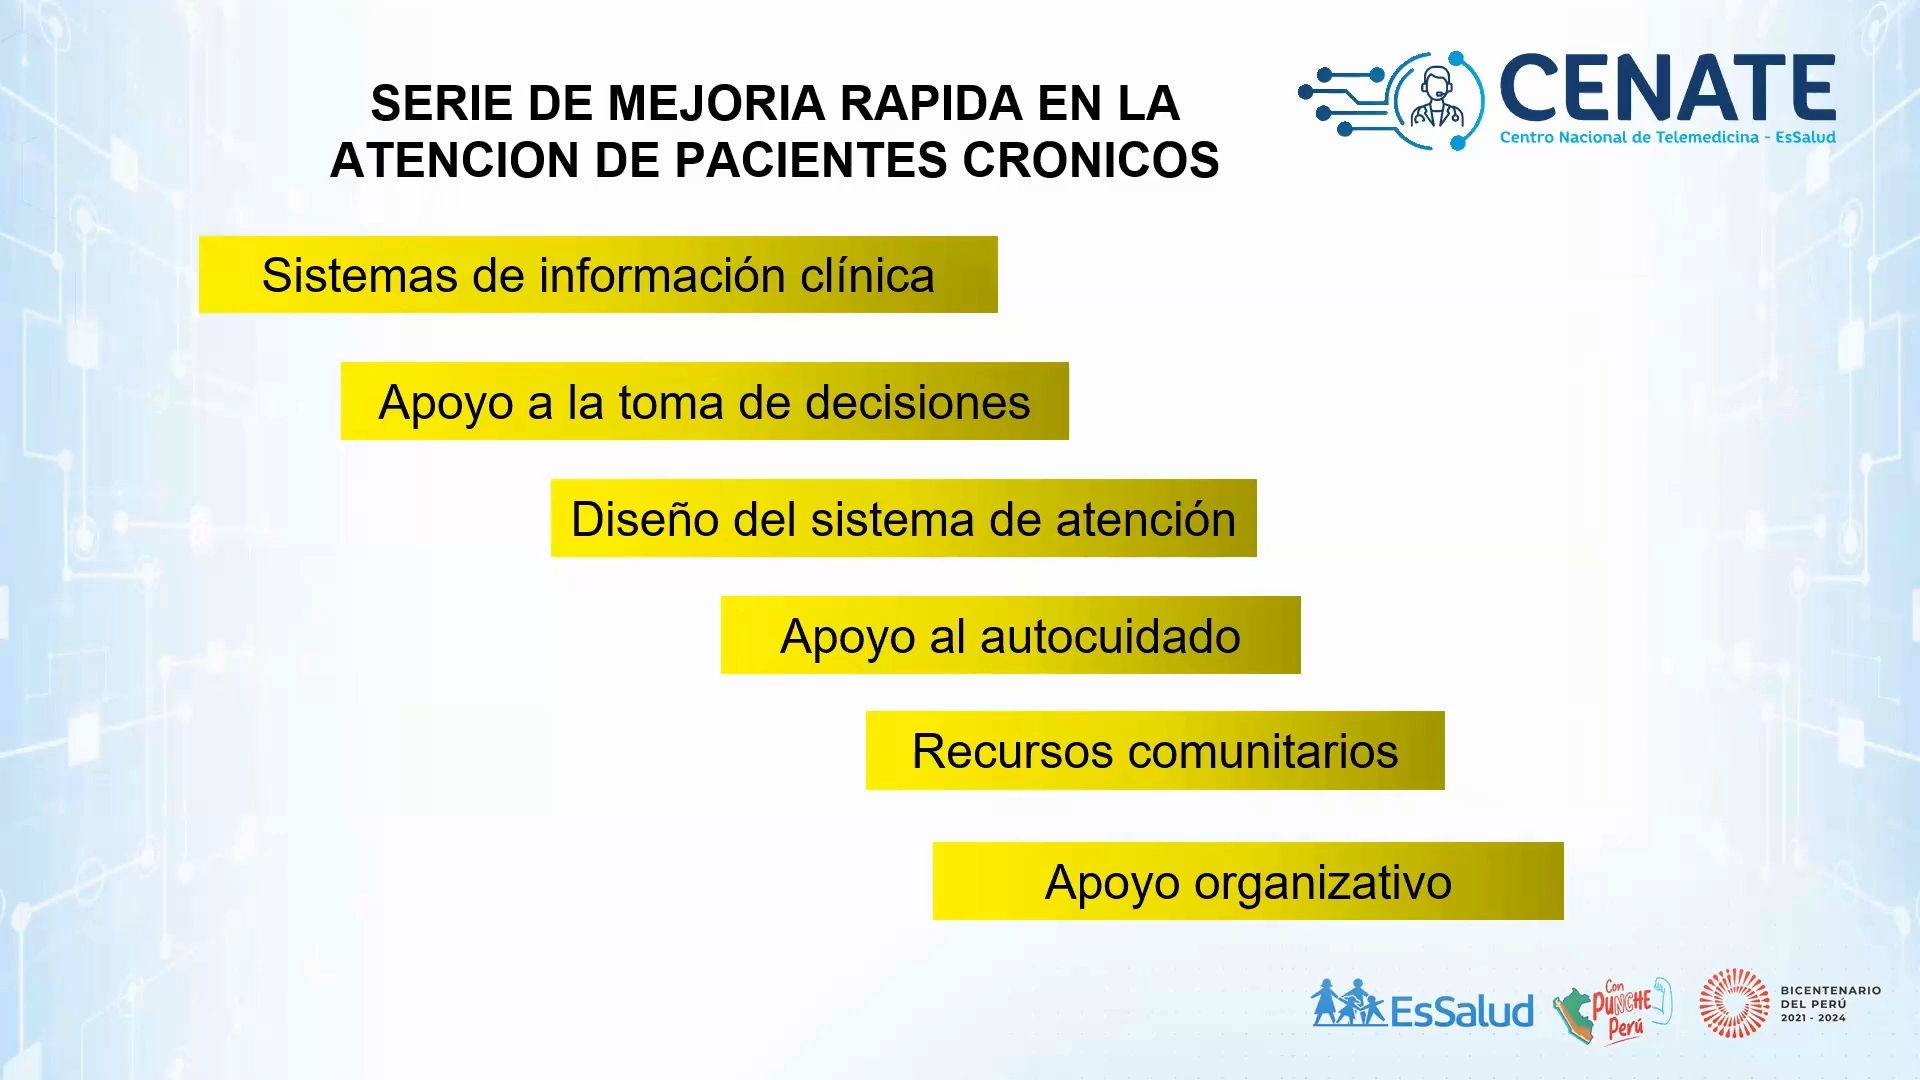 SERIE DE MEJORIA RAPIDA EN LA
ATENCION DE PACIENTES CRONICOS
CENATE
Centro Nacional de Telemedicina - EsSalud
Sistemas de información clínica
Apoyo a la toma de decisiones
Diseño del sistema de atención
Apoyo al autocuidado
Recursos comunitarios
Apoyo organizativo
EsSalud
Con
PUNCHE
Perú
BICENTENARIO
DEL PERÚ
2021 - 2024